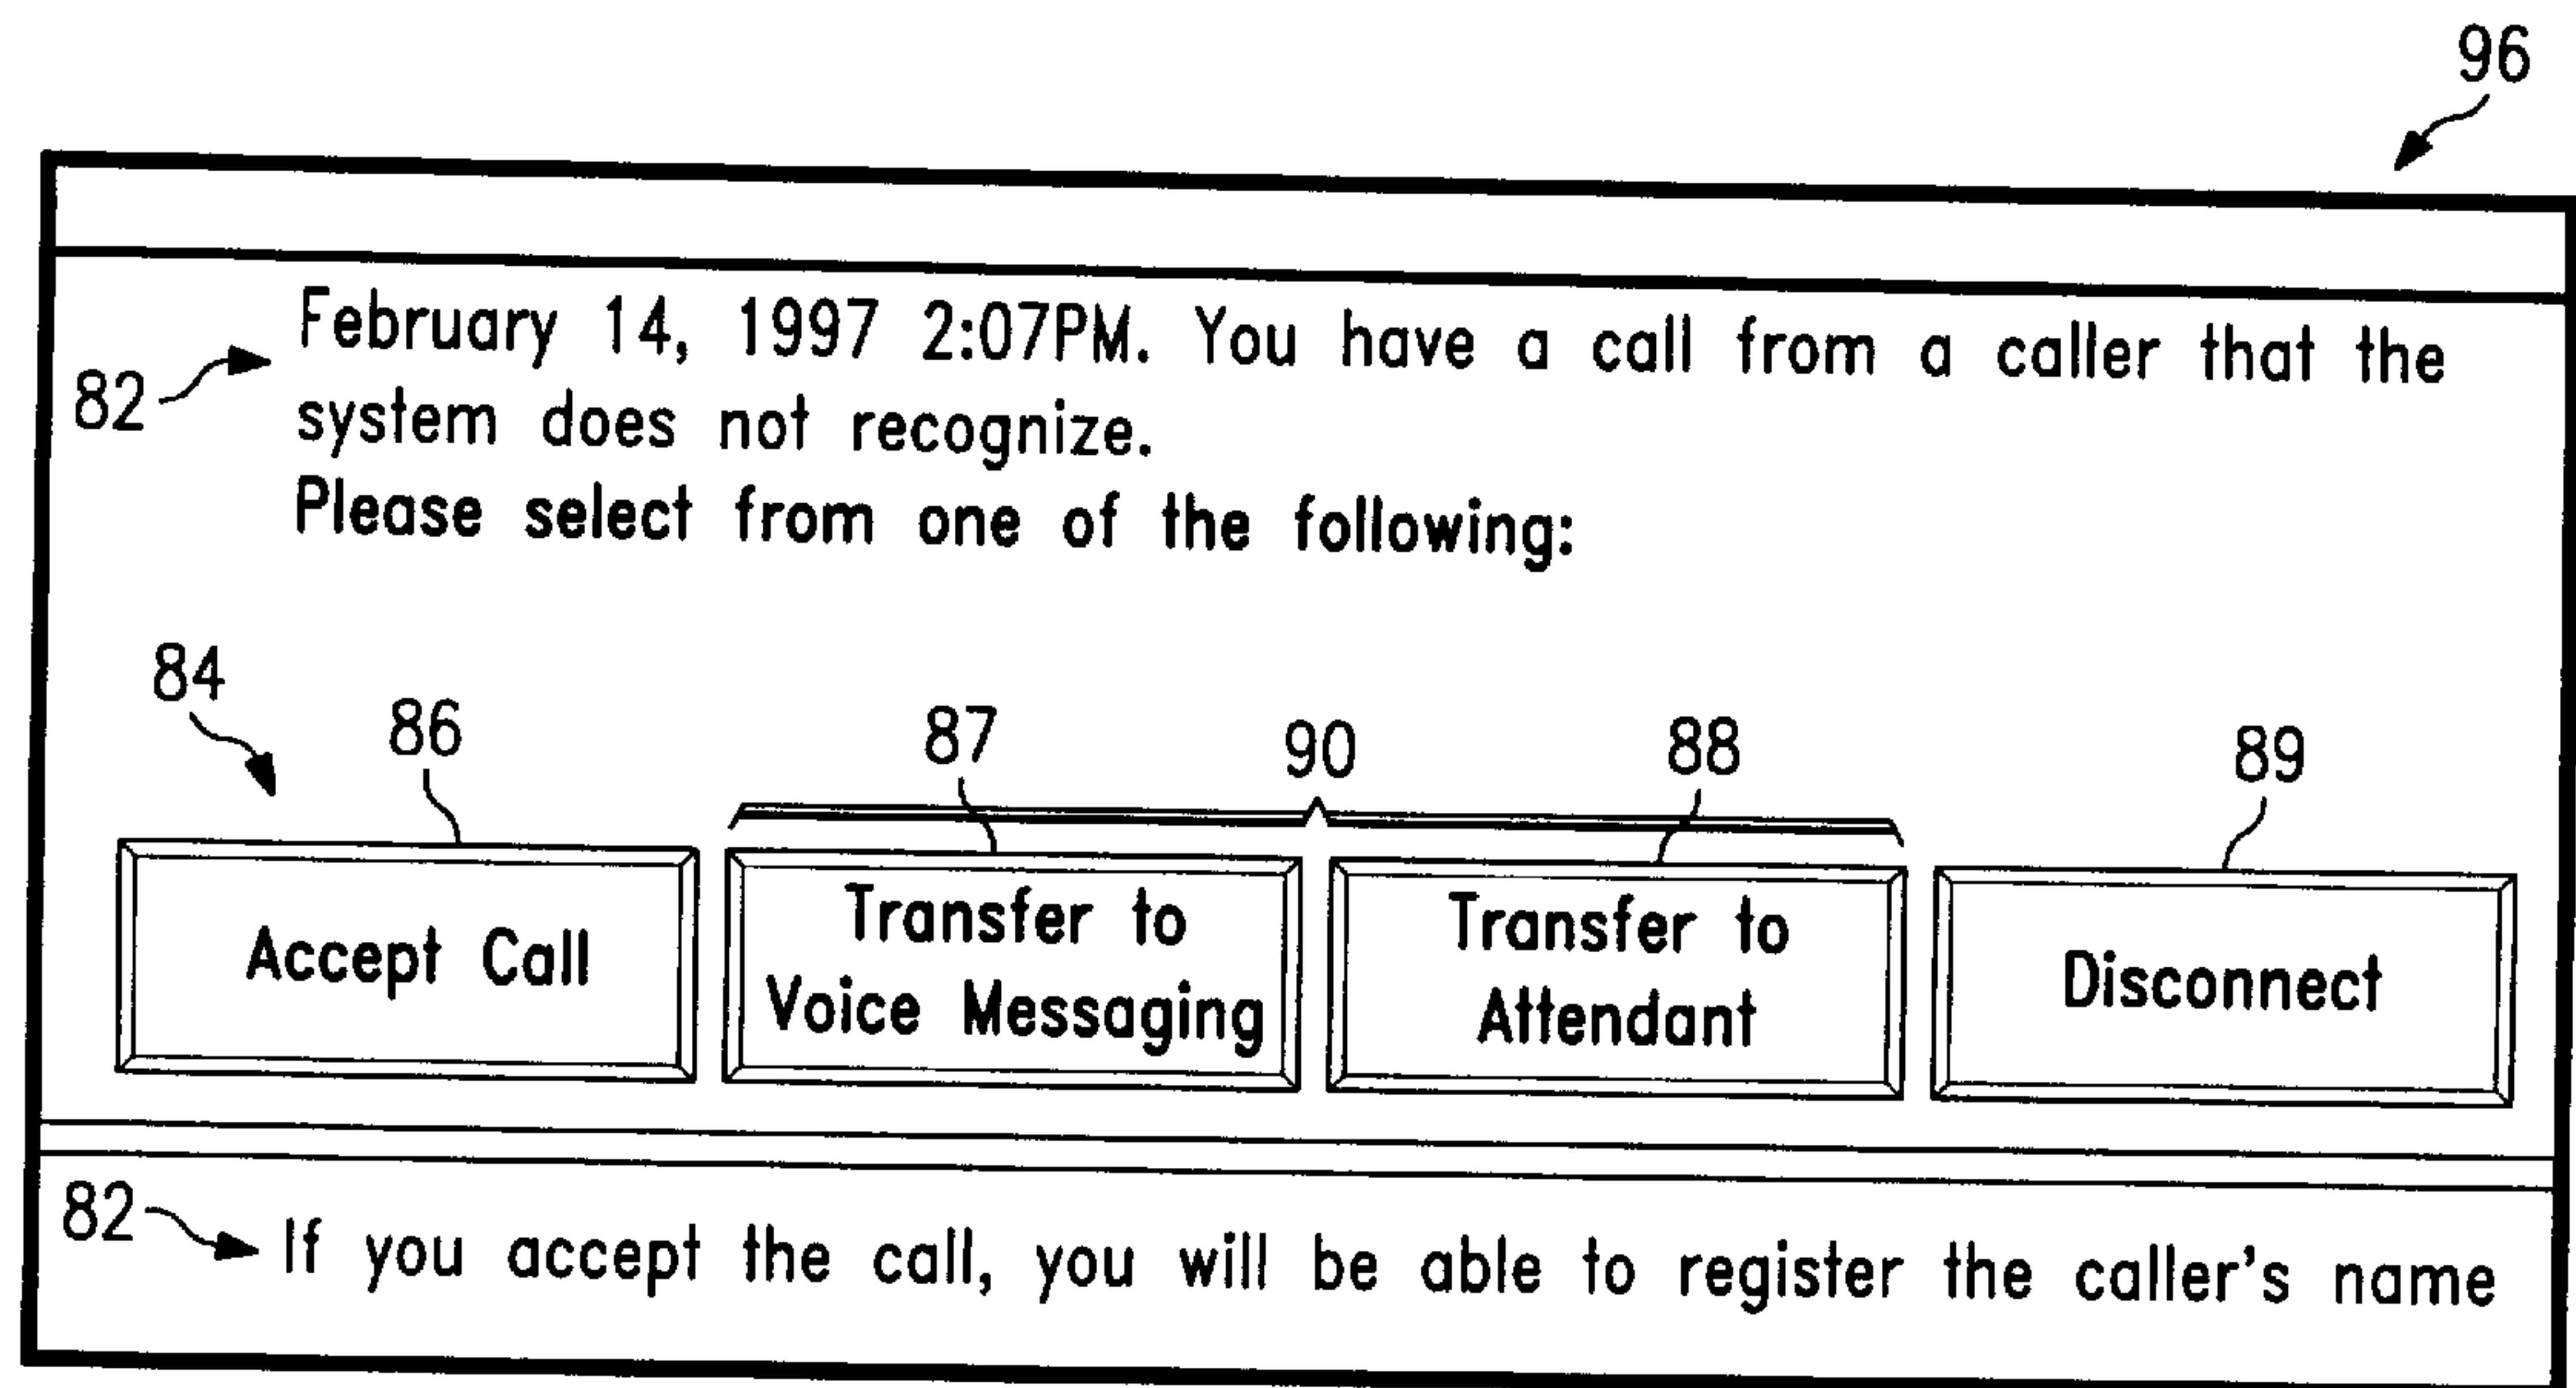 96
February 14, 1997 2:07PM. You have a call from a caller that the
82
system does not recognize.
Please select from one of the following:
84
86
87
90
88
89
Accept Call
Transfer to
Voice Messaging
Transfer to
Attendant
Disconnect
82
If you accept the call, you will be able to register the caller's name